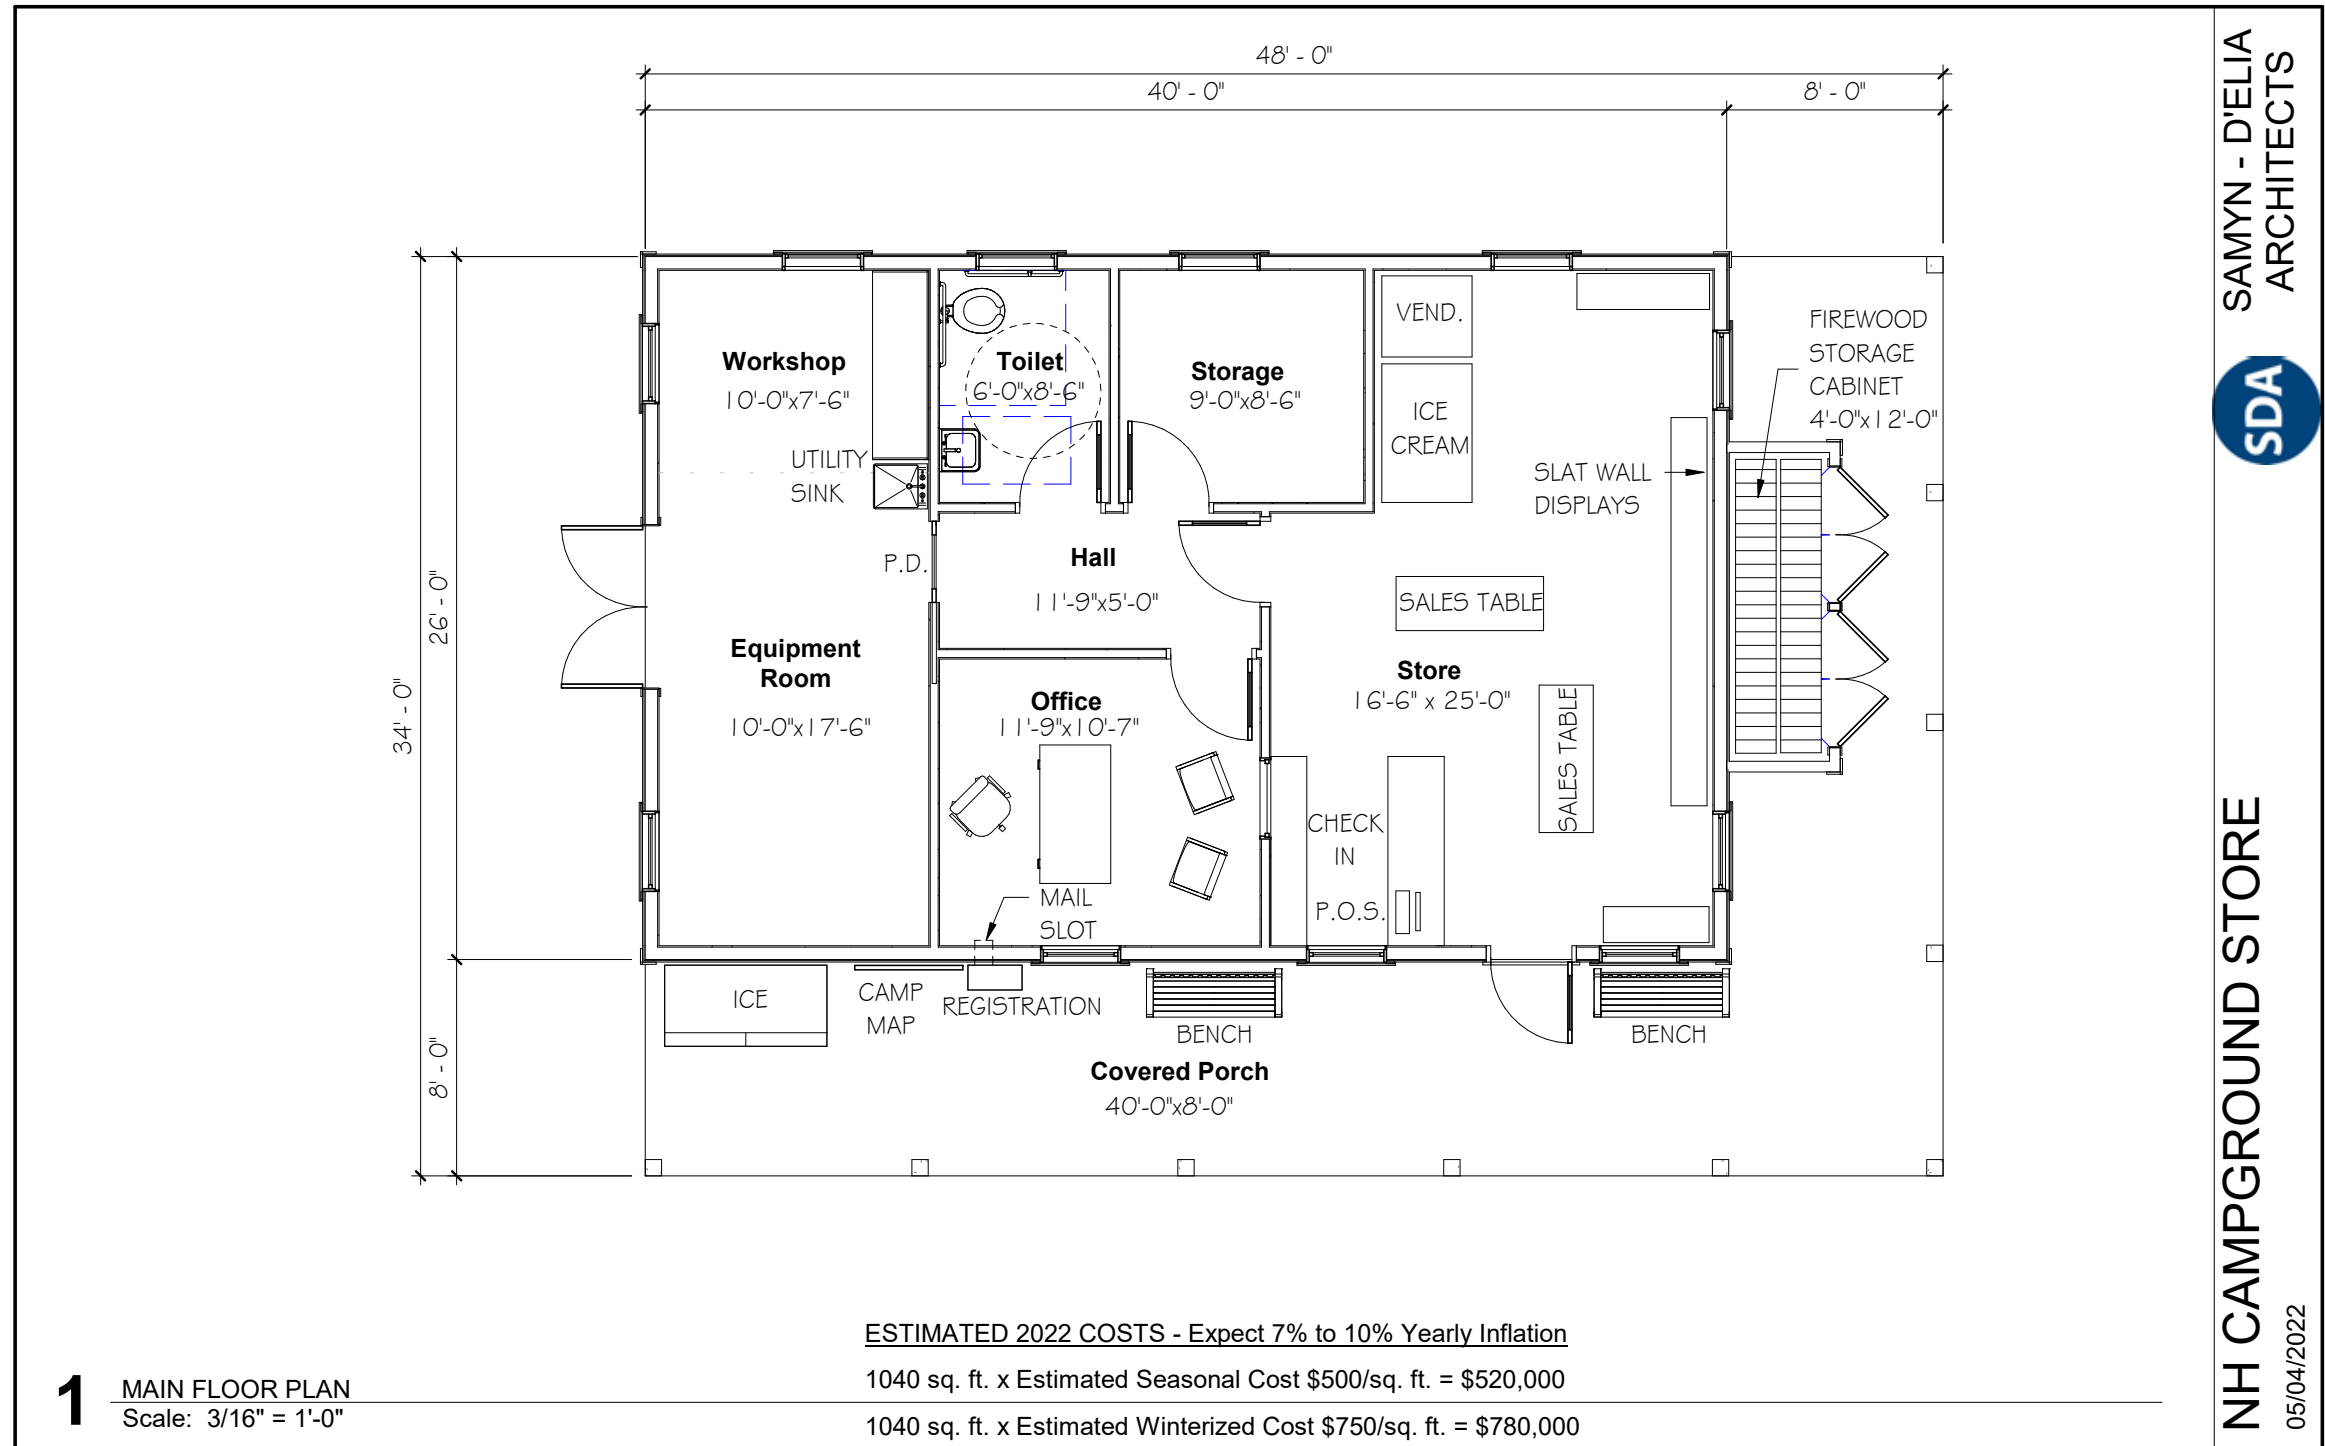 48' - 0"
40' - 0"
8' - 0"
SAMYN - D'ELIA
ARCHITECTS
SDA
NH CAMPGROUND STORE
05/04/2022
34' - 0"
26' - 0"
8' - 0"
Workshop
10'-0"x7'-6"
UTILITY
SINK
Toilet
6'-0"x8'-6"
Storage
9'-0"x8'-6"
VEND.
ICE
CREAM
FIREWOOD
STORAGE
CABINET
4'-0"x12'-0"
SLAT WALL
DISPLAYS
P.D.
Hall
11'-9"x5'-0"
SALES TABLE
Equipment
Room
10'-0"x17'-6"
Office
11'-9"x10'-7"
Store
16'-6" x 25'-0"
SALES TABLE
CHECK
IN
P.O.S.
MAIL
SLOT
ICE
CAMP
MAP
REGISTRATION
BENCH
BENCH
Covered Porch
40'-0"x8'-0"
ESTIMATED 2022 COSTS - Expect 7% to 10% Yearly Inflation
1040 sq. ft. x Estimated Seasonal Cost $500/sq. ft. = $520,000
1040 sq. ft. x Estimated Winterized Cost $750/sq. ft. = $780,000
1
MAIN FLOOR PLAN
Scale: 3/16" = 1'-0"